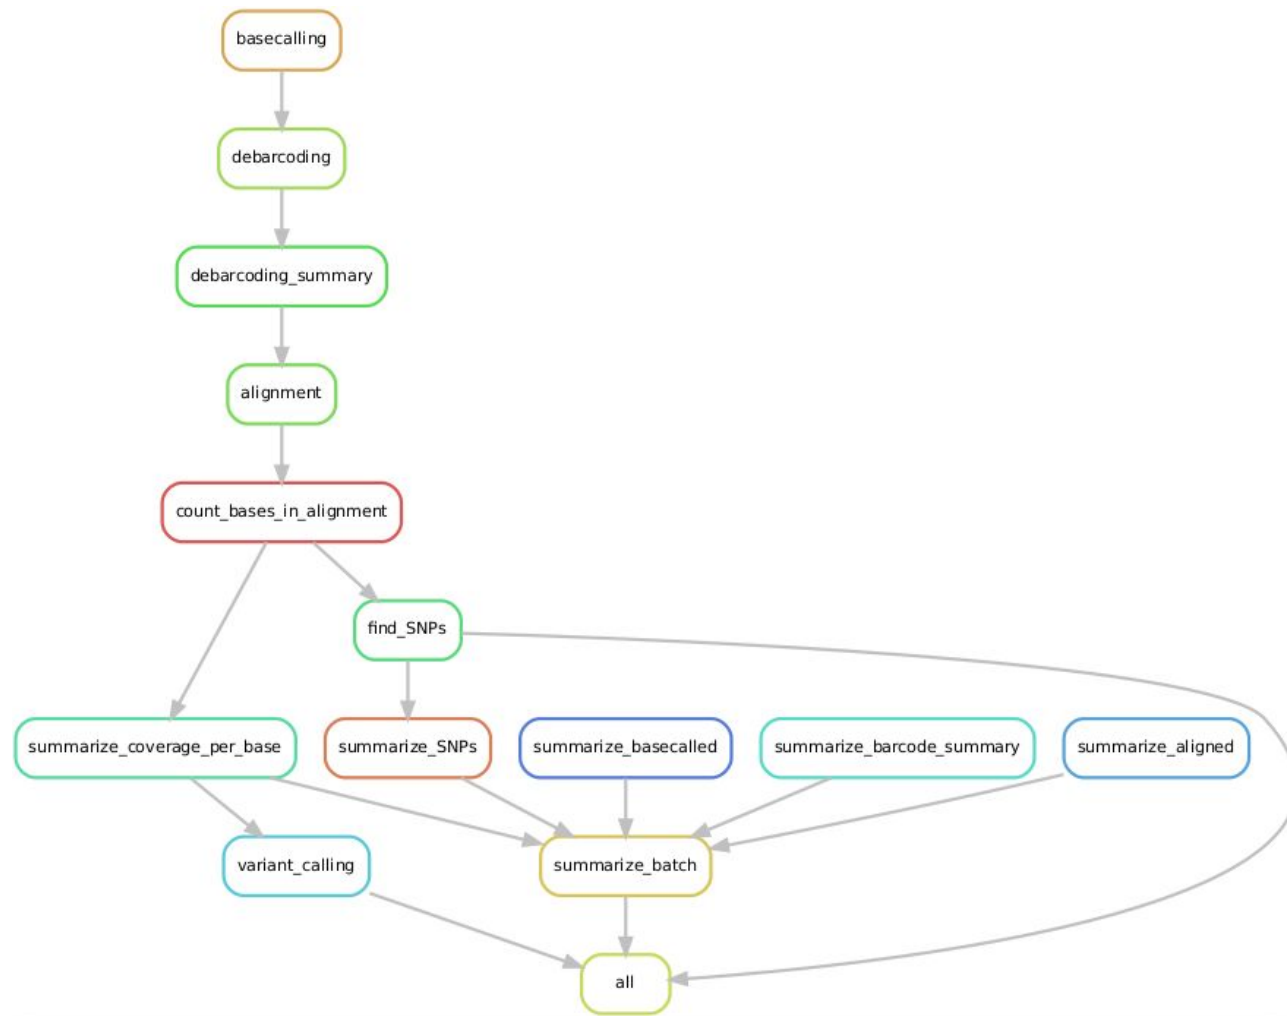 basecalling
debarcoding
debarcoding_summary
alignment
count_bases_in_alignment
find_SNPs
summarize_coverage_per_base
summarize_SNPs
summarize_basecalled
summarize_barcode_summary
summarize_aligned
variant_calling
summarize_batch
all